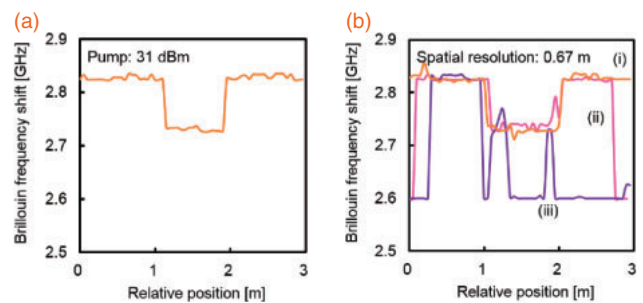 (a)
Brillouin frequency shift [GHz]
2.9
2.8
2.7
2.6
2.5
Pump: 31 dBm
0
1
2
3
Relative position [m]
(b)
Brillouin frequency shift [GHz]
2.9
2.8
2.7
2.6
2.5
Spatial resolution: 0.67 m
(i)
(ii)
(iii)
0
1
2
3
Relative position [m]